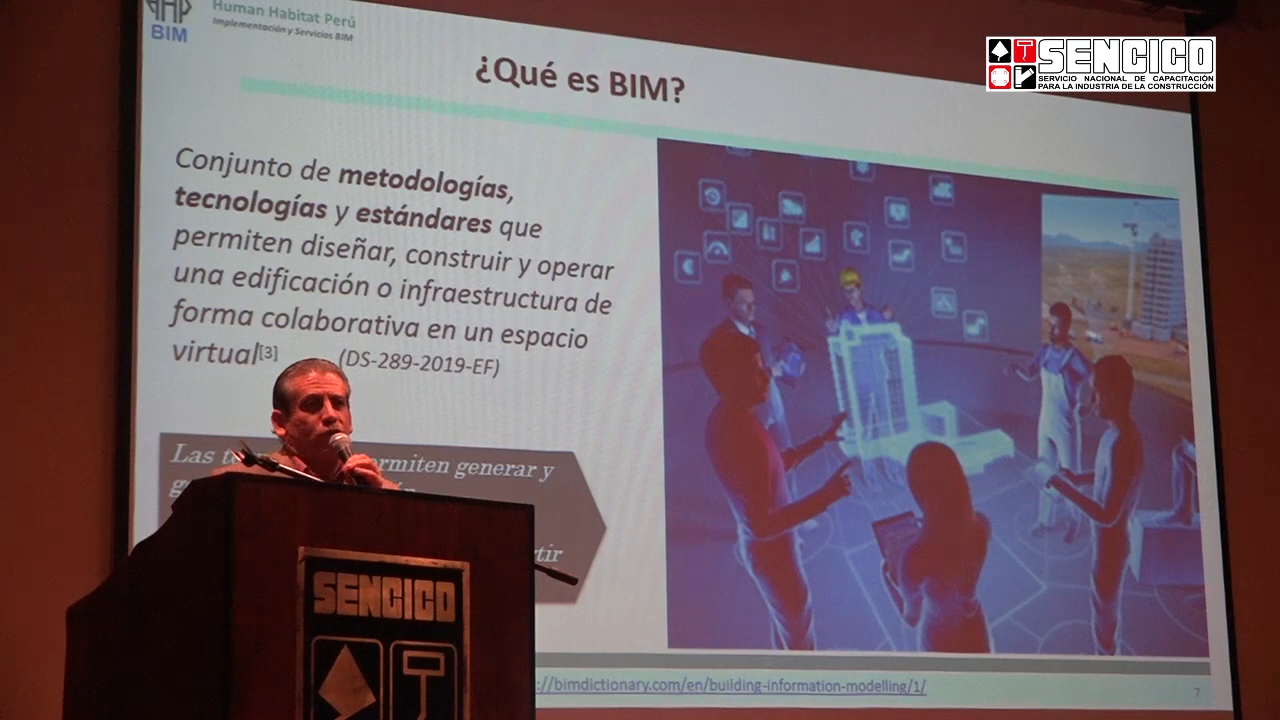 BIM
Human Habitat Perú
Implementación y Servicios BIM
SENCICO
SERVICIO NACIONAL DE CAPACITACIÓN
PARA LA INDUSTRIA DE LA CONSTRUCCIÓN
¿Qué es BIM?
Conjunto de metodologías,
tecnologías y estándares que
permiten diseñar, construir y operar
una edificación o infraestructura de
forma colaborativa en un espacio
virtual[3] (DS-289-2019-EF)
Las generar y
SENCICO
://bimdictionary.com/en/building-information-modelling/1/
7